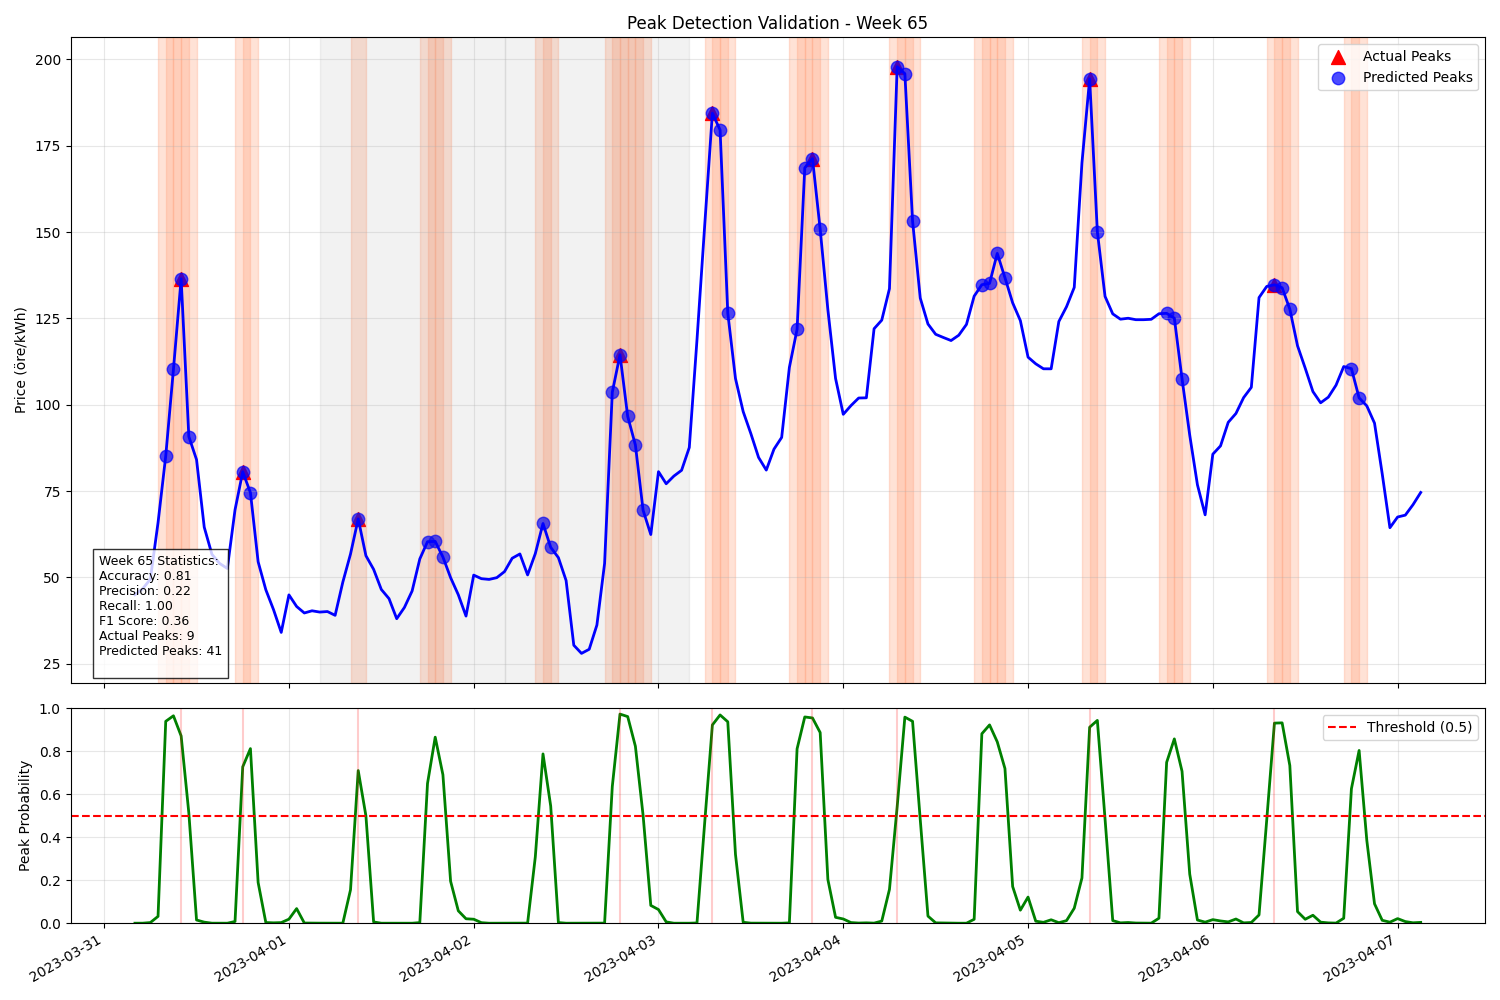 Peak Detection Validation - Week 65
Actual Peaks
Predicted Peaks
Price (öre/kWh)
200
175
150
125
100
75
50
25
Week 65 Statistics:
Accuracy: 0.81
Precision: 0.22
Recall: 1.00
F1 Score: 0.36
Actual Peaks: 9
Predicted Peaks: 41
Peak Probability
1.0
0.8
0.6
0.4
0.2
0.0
Threshold (0.5)
2023-03-31
2023-04-01
2023-04-02
2023-04-03
2023-04-04
2023-04-05
2023-04-06
2023-04-07